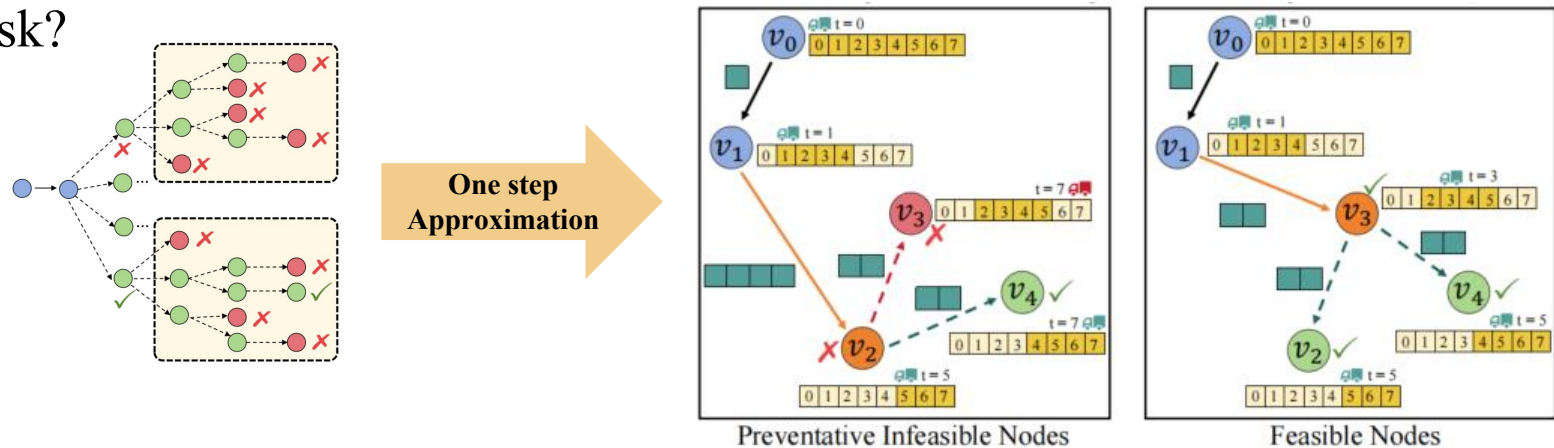 sk?
One step
Approximation
v0 t = 0
0 1 2 3 4 5 6 7
v1 t = 1
0 1 2 3 4 5 6 7
t = 7
v3 0 1 2 3 4 5 6 7
v4
t = 7
0 1 2 3 4 5 6 7
v2
t = 5
0 1 2 3 4 5 6 7
Preventative Infeasible Nodes
v0 t = 0
0 1 2 3 4 5 6 7
v1 t = 1
0 1 2 3 4 5 6 7
t = 3
v3 0 1 2 3 4 5 6 7
v4
t = 5
0 1 2 3 4 5 6 7
v2
t = 5
0 1 2 3 4 5 6 7
Feasible Nodes